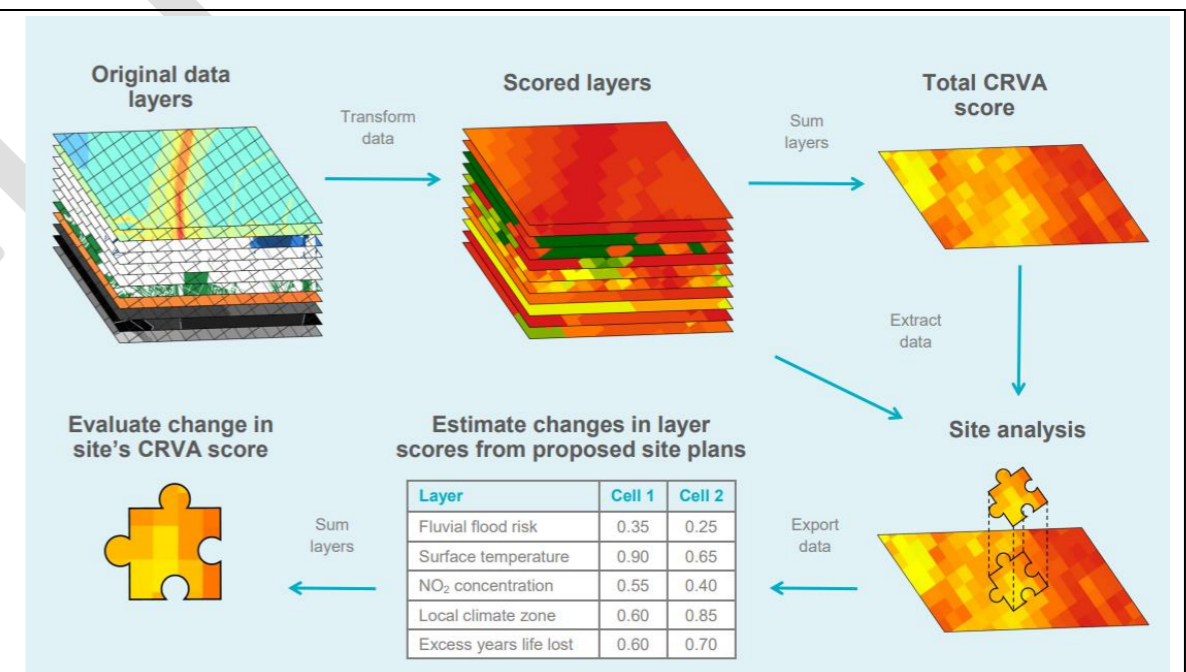 Original data
layers
Transform
data
Scored layers
Sum
layers
Total CRVA
score
Extract
data
Site analysis
Export
data
Estimate changes in layer
scores from proposed site plans
Layer Cell 1 Cell 2
Fluvial flood risk 0.35 0.25
Surface temperature 0.90 0.65
NO₂ concentration 0.55 0.40
Local climate zone 0.60 0.85
Excess years life lost 0.60 0.70
Sum
layers
Evaluate change in
site's CRVA score